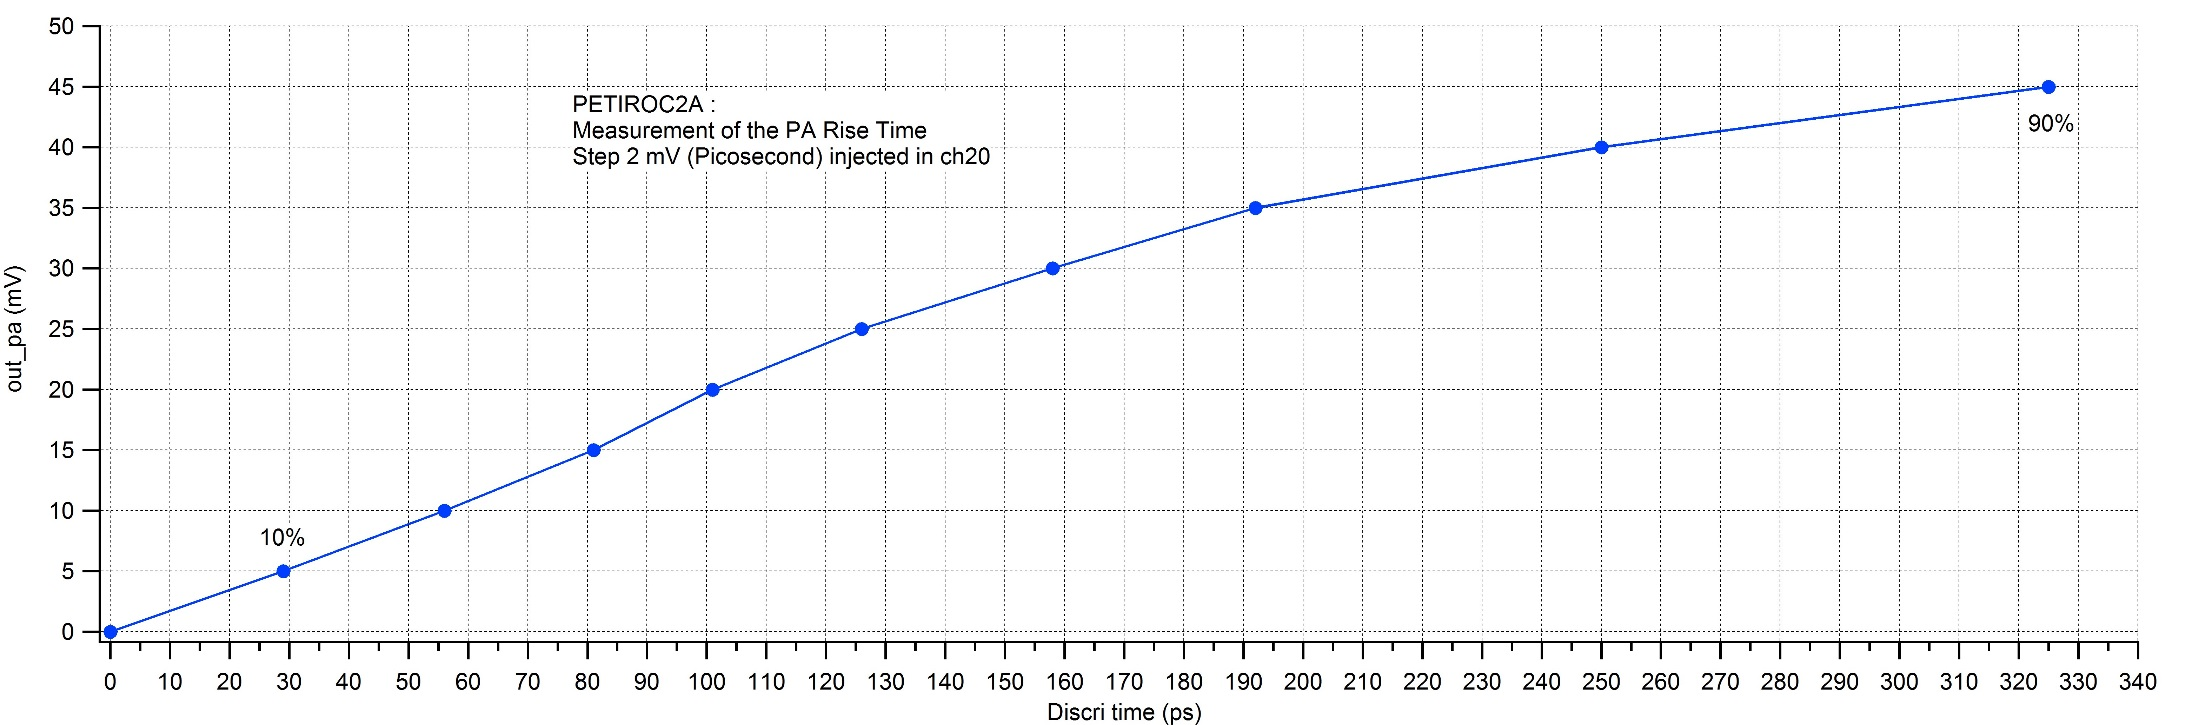 50
45
PETIROC2A :
Measurement of the PA Rise Time
Step 2 mV (Picosecond) injected in ch20
90%
40
35
30
25
20
15
10
10%
5
0
out_pa (mV)
0 10 20 30 40 50 60 70 80 90 100 110 120 130 140 150 160 170 180 190 200 210 220 230 240 250 260 270 280 290 300 310 320 330 340
Discri time (ps)